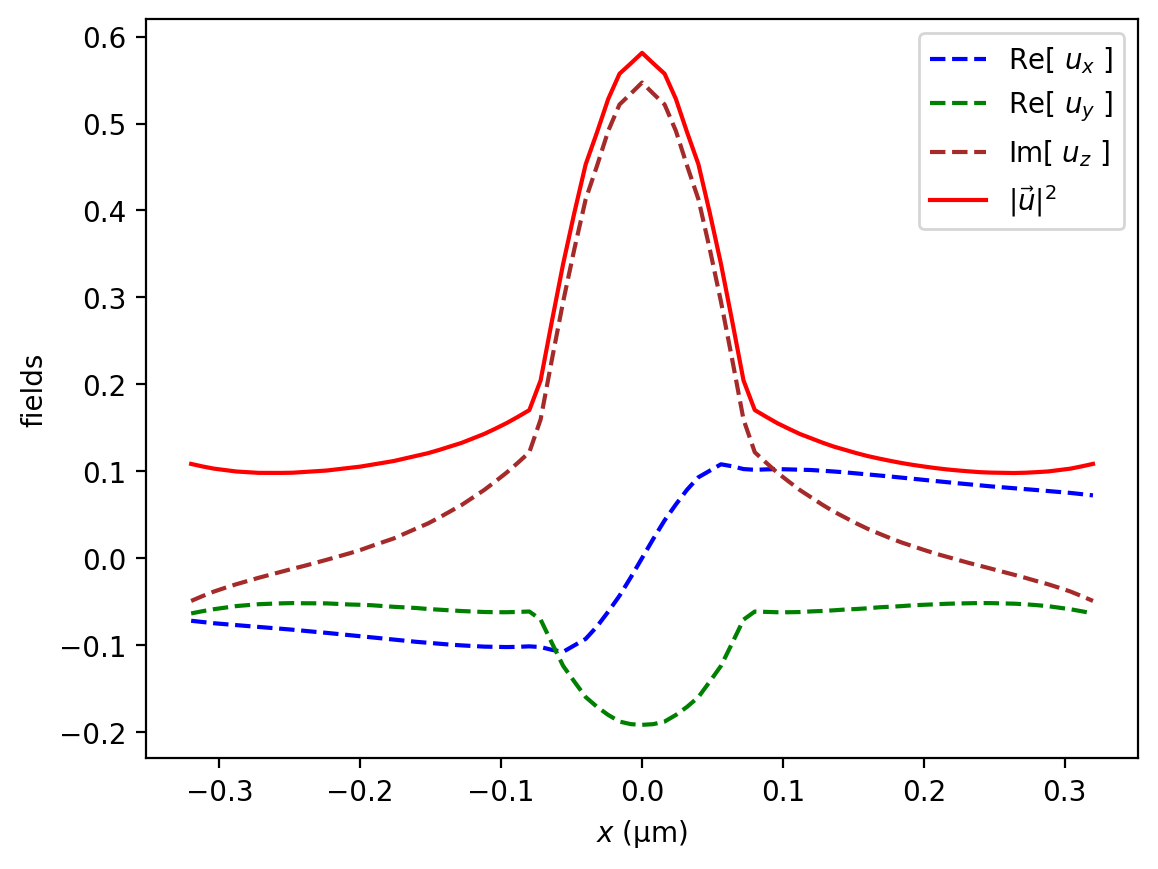 0.6
0.5
0.4
0.3
0.2
0.1
0.0
−0.1
−0.2
fields
Re[ u_x ]
Re[ u_y ]
Im[ u_z ]
|u⃗|²
−0.3 −0.2 −0.1 0.0 0.1 0.2 0.3
x (μm)